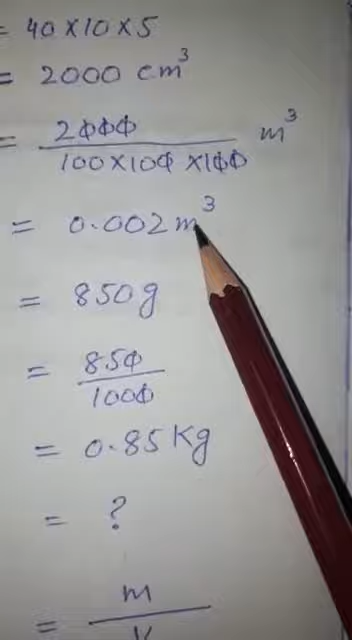 = 40 x 10 x 5
= 2000 cm³
= 2000 / 100 x 100 x 100 m³
= 0.002 m³
= 850 g
= 850 / 1000
= 0.85 Kg
= ?
= m / V